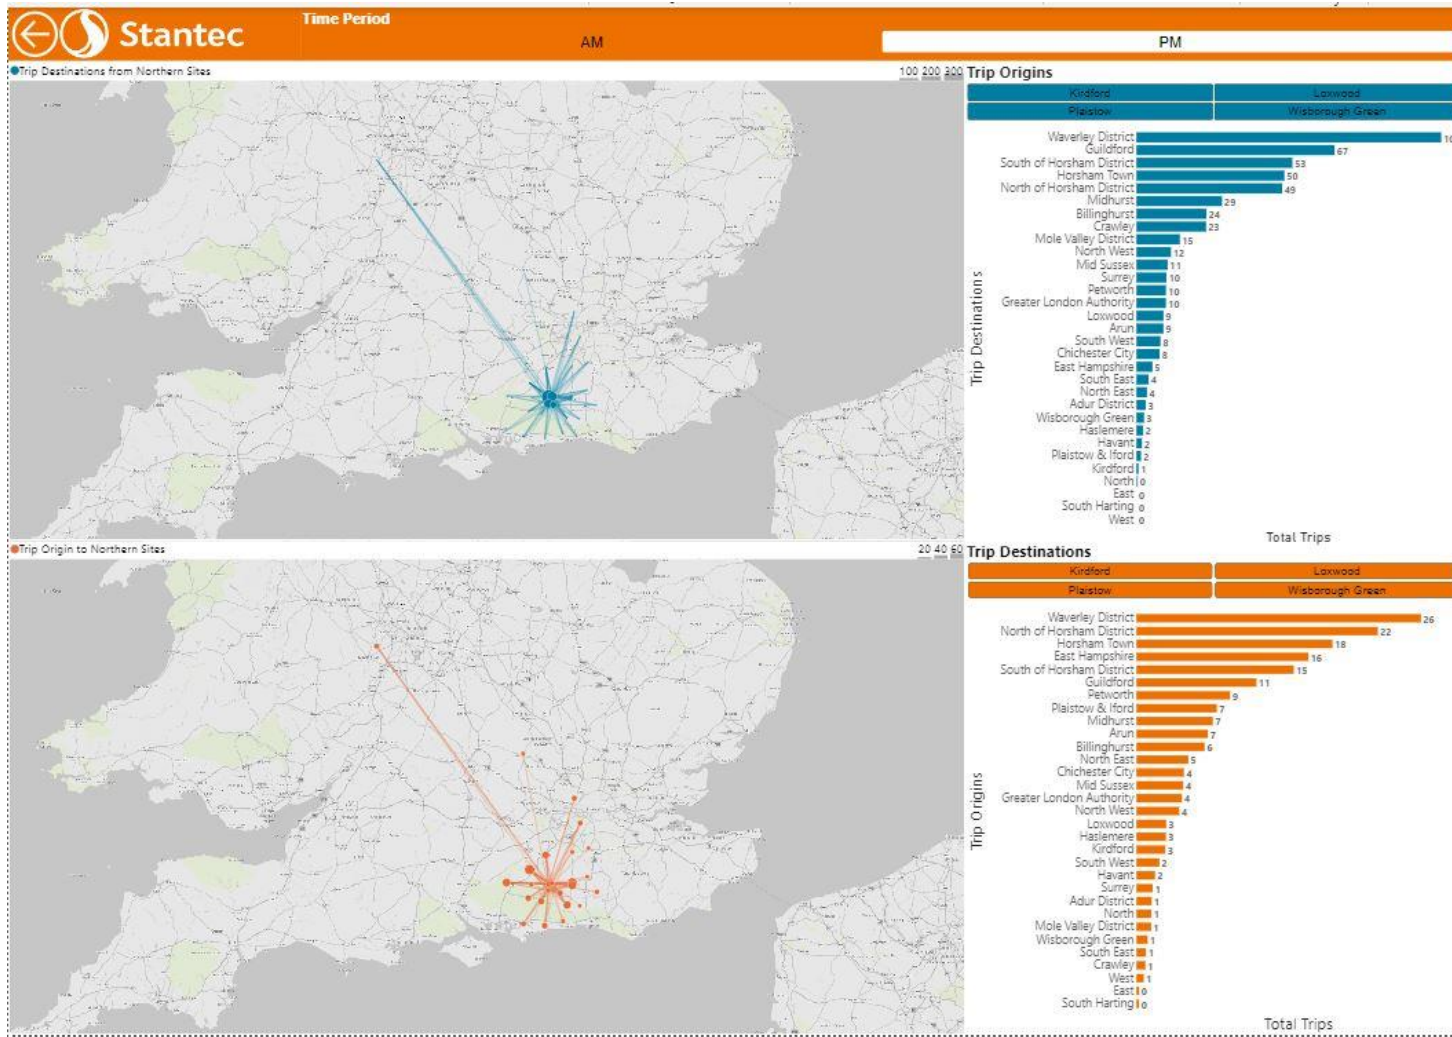 Stantec
Time Period
AM
PM
Trip Destinations from Northern Sites
100 200 300
Trip Origins
Kirdford
Loxwood
Plaistow
Wisborough Green
Trip Destinations
Waverley District
Guildford 67
South of Horsham District 53
Horsham Town 50
North of Horsham District 49
Midhurst 29
Billinghurst 24
Crawley 23
Mole Valley District 15
North West 12
Mid Sussex 11
Surrey 10
Petworth 10
Greater London Authority 10
Loxwood 9
Arun 9
South West 8
Chichester City 8
East Hampshire 5
South East 4
North East 4
Adur District 3
Wisborough Green 3
Haslemere 2
Havant 2
Plaistow & Iford 2
Kirdford 1
North 0
East 0
South Harting 0
West 0
Total Trips
Trip Origin to Northern Sites
20 40 60
Trip Destinations
Kirdford
Loxwood
Plaistow
Wisborough Green
Trip Origins
Waverley District 26
North of Horsham District 22
Horsham Town 18
East Hampshire 16
South of Horsham District 15
Guildford 11
Petworth 9
Plaistow & Iford 7
Midhurst 7
Arun 7
Billinghurst 6
North East 5
Chichester City 4
Mid Sussex 4
Greater London Authority 4
North West 4
Loxwood 3
Haslemere 3
Kirdford 3
South West 2
Havant 2
Surrey 1
Adur District 1
North 1
Mole Valley District 1
Wisborough Green 1
South East 1
Crawley 1
West 1
East 0
South Harting 0
Total Trips